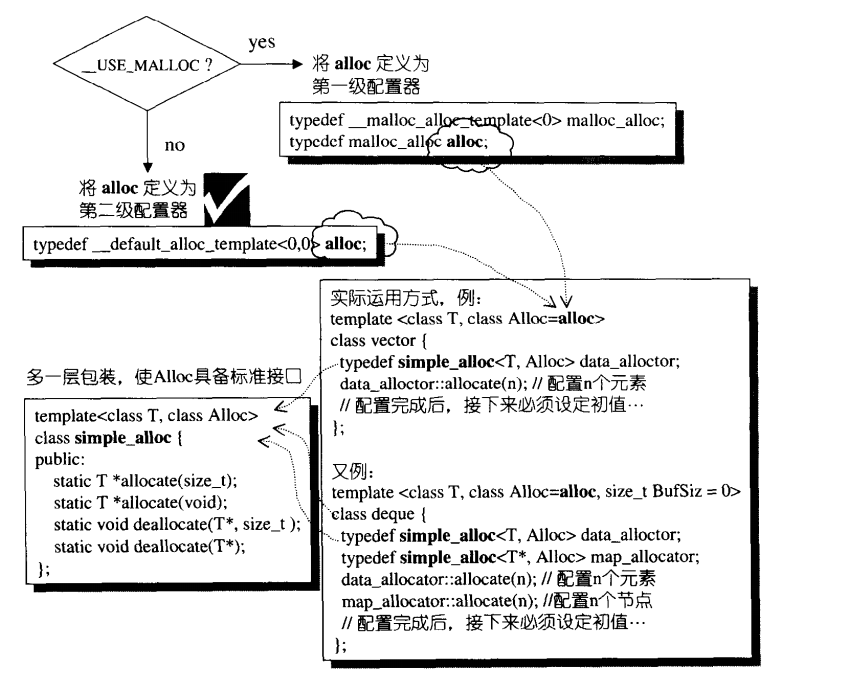 __USE_MALLOC ?
yes
将 alloc 定义为
第一级配置器
typedef __malloc_alloc_template<0> malloc_alloc;
typedef malloc_alloc alloc;
no
将 alloc 定义为
第二级配置器
typedef __default_alloc_template<0,0> alloc;
实际运用方式，例：
template <class T, class Alloc=alloc>
class vector {
typedef simple_alloc<T, Alloc> data_alloctor;
data_alloctor::allocate(n); // 配置n个元素
// 配置完成后，接下来必须设定初值…
};
又例：
template <class T, class Alloc=alloc, size_t BufSiz = 0>
class deque {
typedef simple_alloc<T, Alloc> data_alloctor;
typedef simple_alloc<T*, Alloc> map_allocator;
data_allocator::allocate(n); // 配置n个元素
map_allocator::allocate(n); //配置n个节点
// 配置完成后，接下来必须设定初值…
};
多一层包装，使Alloc具备标准接口
template<class T, class Alloc>
class simple_alloc {
public:
static T *allocate(size_t);
static T *allocate(void);
static void deallocate(T*, size_t );
static void deallocate(T*);
};